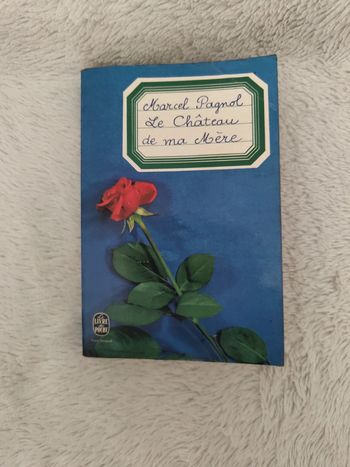 Marcel Pagnol
Le Château
de ma Mère
Le
LIVRE
de
POCHE